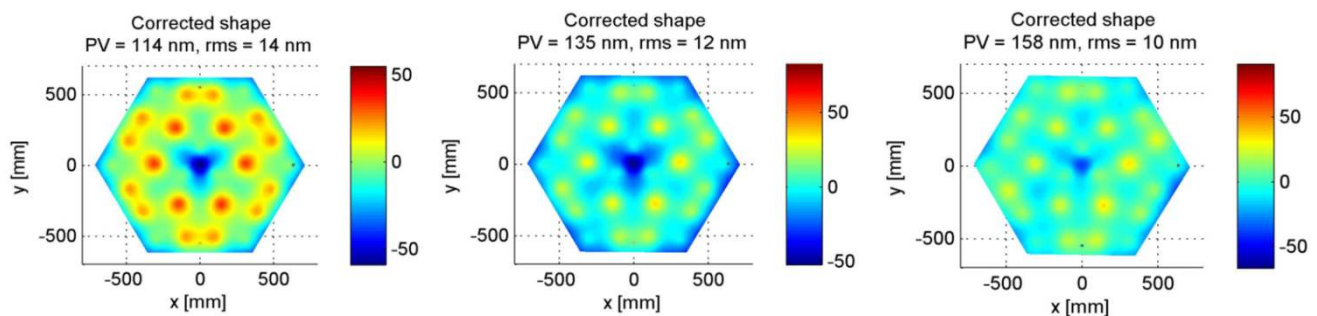 Corrected shape
PV = 114 nm, rms = 14 nm
500
0
-500
y [mm]
-500 0 500
x [mm]
50
0
-50
Corrected shape
PV = 135 nm, rms = 12 nm
500
0
-500
y [mm]
-500 0 500
x [mm]
50
0
-50
Corrected shape
PV = 158 nm, rms = 10 nm
500
0
-500
y [mm]
-500 0 500
x [mm]
50
0
-50